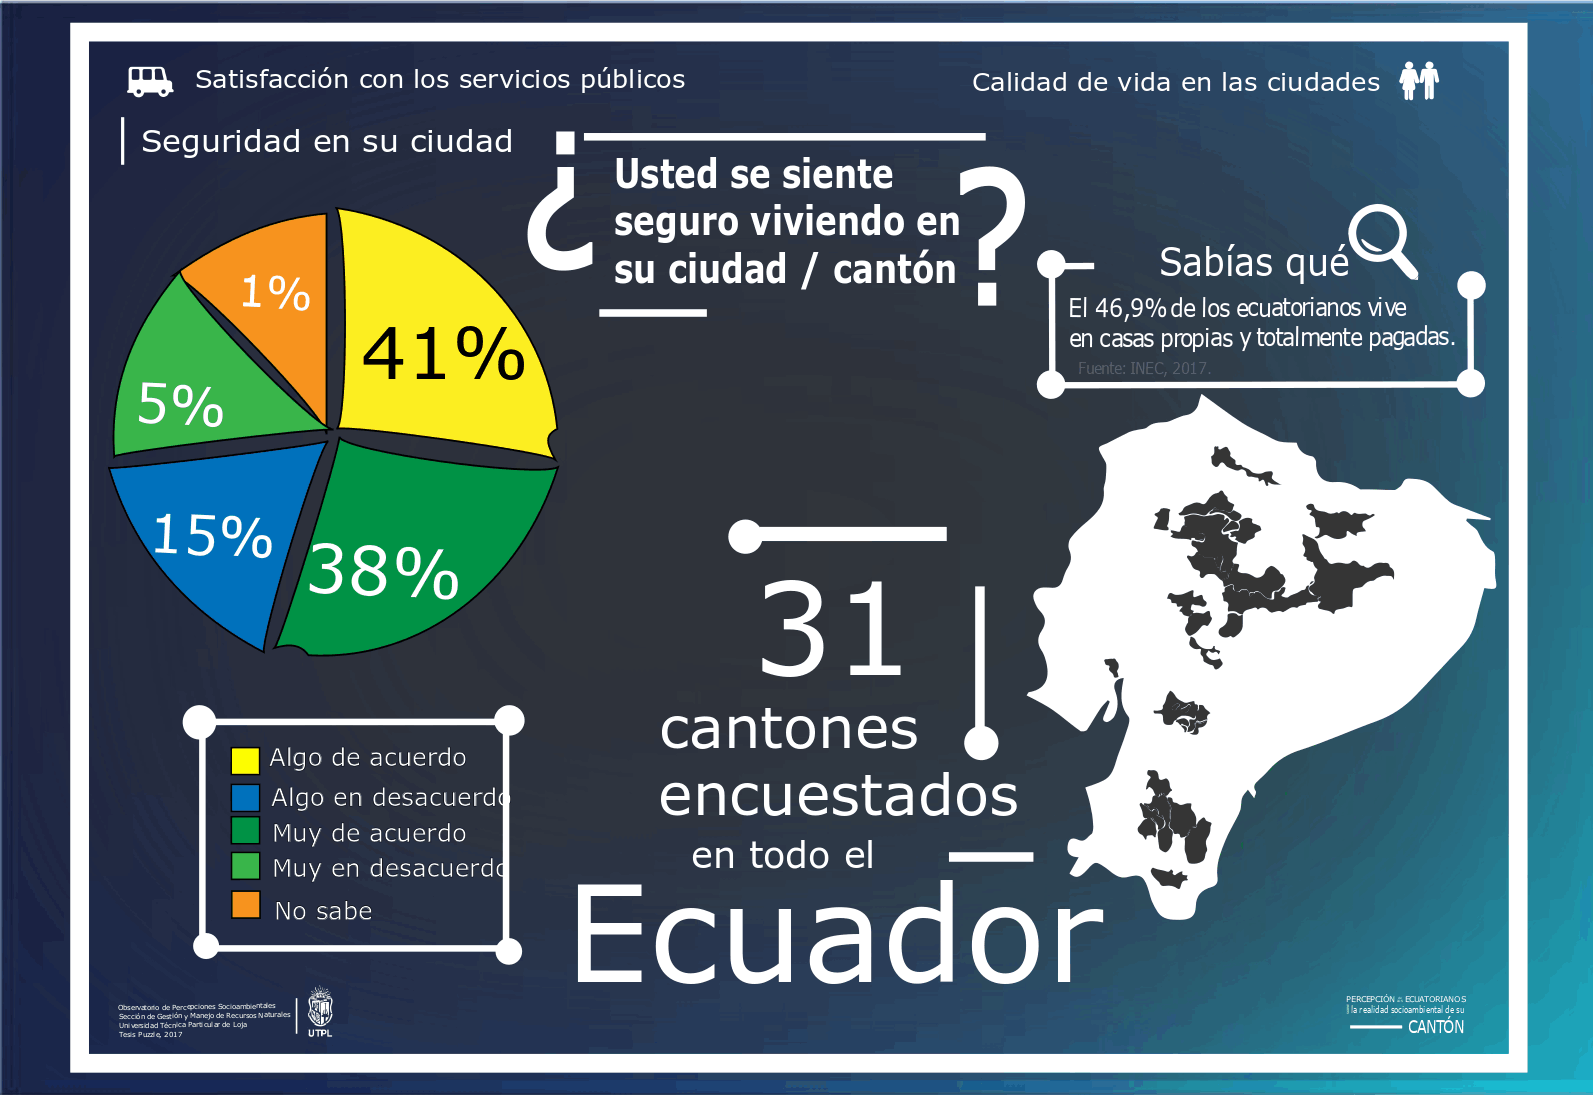 Satisfacción con los servicios públicos
Calidad de vida en las ciudades
Seguridad en su ciudad
¿
Usted se siente
seguro viviendo en
su ciudad / cantón
?
Sabías qué
El 46,9% de los ecuatorianos vive
en casas propias y totalmente pagadas.
Fuente: INEC, 2017.
1%
41%
5%
15%
38%
31
cantones
encuestados
en todo el
Ecuador
Algo de acuerdo
Algo en desacuerdo
Muy de acuerdo
Muy en desacuerdo
No sabe
Observatorio de Percepciones Socioambientales
Sección de Gestión y Manejo de Recursos Naturales
Universidad Técnica Particular de Loja
Tesis Puzzle, 2017
UTPL
PERCEPCIÓN ECUATORIANOS
la realidad socioambiental de su
CANTÓN